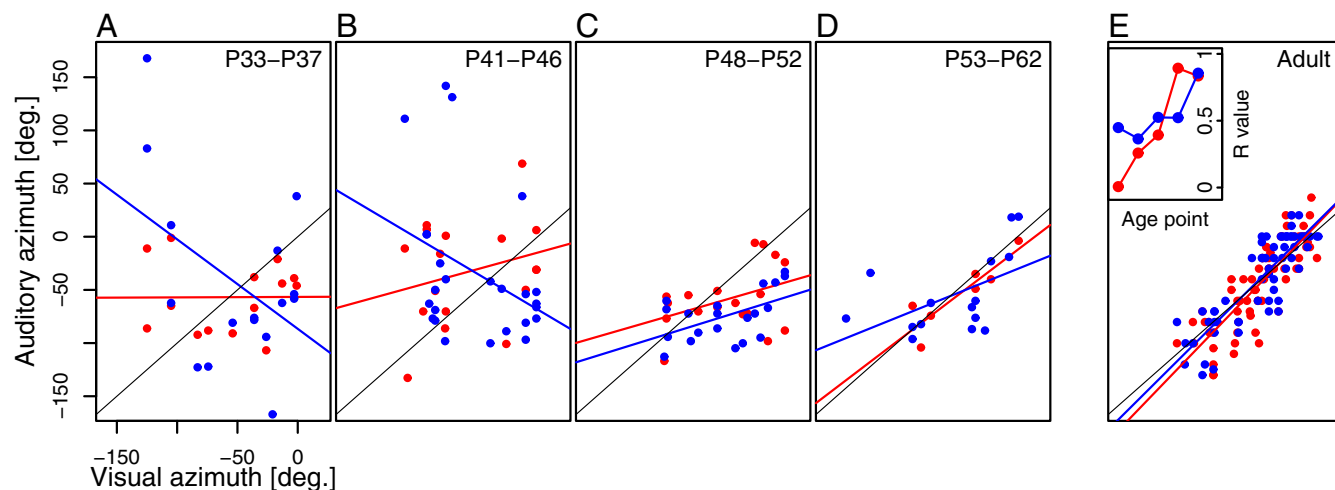 A
B
C
D
E
P33−P37
P41−P46
P48−P52
P53−P62
Adult
Auditory azimuth [deg.]
150
100
50
0
−50
−150
−150
−50
0
Visual azimuth [deg.]
1
0.5
0
R value
Age point